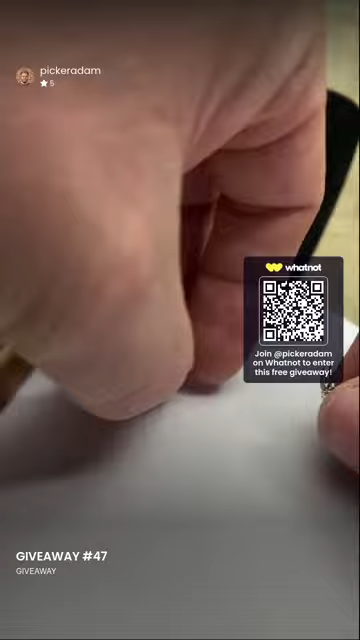 pickeradam
★ 5
whatnot
Join @pickeradam
on Whatnot to enter
this free giveaway!
GIVEAWAY #47
GIVEAWAY